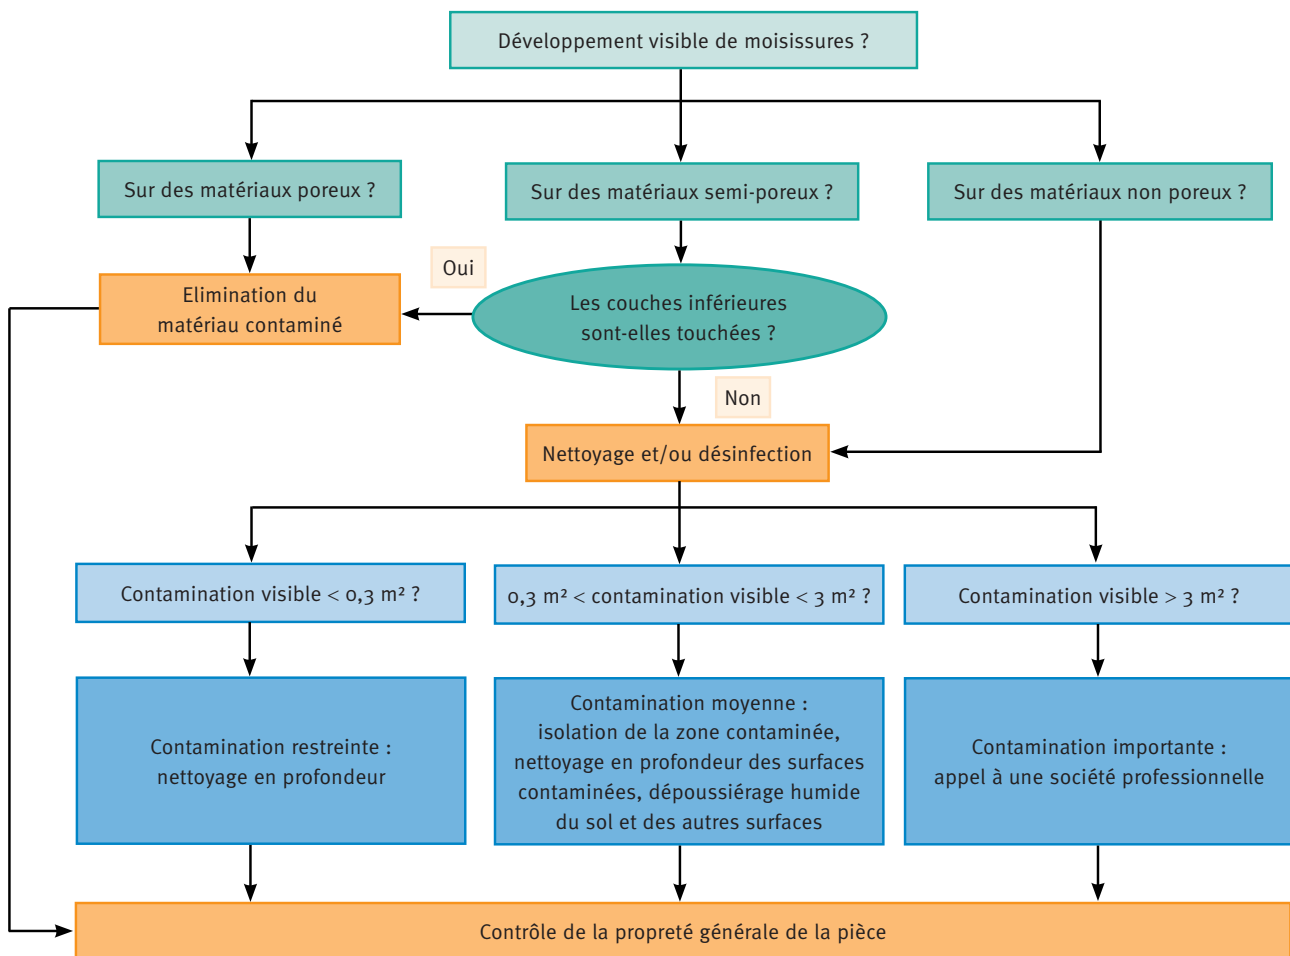 Développement visible de moisissures ?
Sur des matériaux poreux ?
Sur des matériaux semi-poreux ?
Sur des matériaux non poreux ?
Oui
Elimination du
matériau contaminé
Les couches inférieures
sont-elles touchées ?
Non
Nettoyage et/ou désinfection
Contamination visible < 0,3 m² ?
0,3 m² < contamination visible < 3 m² ?
Contamination visible > 3 m² ?
Contamination restreinte :
nettoyage en profondeur
Contamination moyenne :
isolation de la zone contaminée,
nettoyage en profondeur des surfaces
contaminées, dépoussiérage humide
du sol et des autres surfaces
Contamination importante :
appel à une société professionnelle
Contrôle de la propreté générale de la pièce